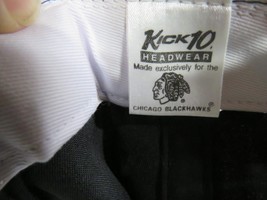 KICK10.
HEADWEAR
Made exclusively for the
CHICAGO BLACKHAWKS